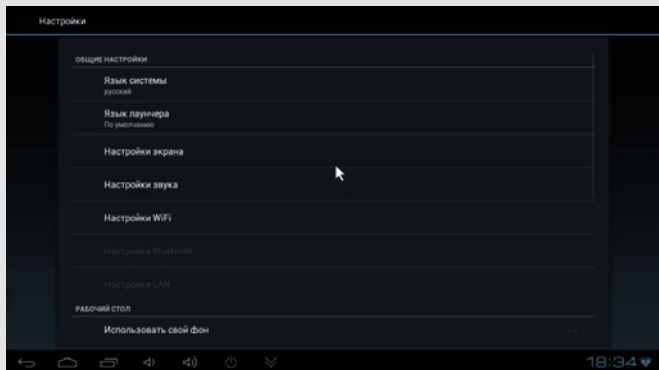 Настройки
ОБЩИЕ НАСТРОЙКИ
Язык системы
русский
Язык лаунчера
По умолчанию
Настройки экрана
Настройки звука
Настройки WiFi
Настройки Bluetooth
Настройки LAN
РАБОЧИЙ СТОЛ
Использовать свой фон
18:34